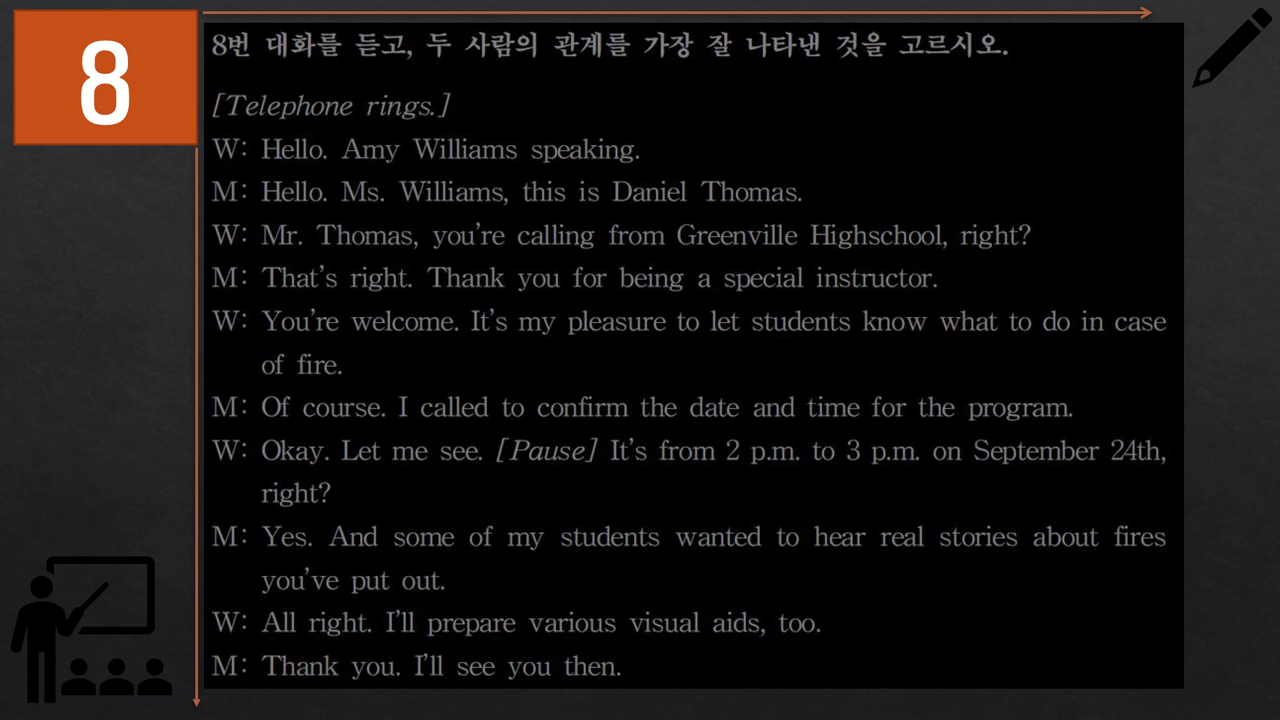 8
8번 대화를 듣고, 두 사람의 관계를 가장 잘 나타낸 것을 고르시오.
[Telephone rings.]
W: Hello. Amy Williams speaking.
M: Hello. Ms. Williams, this is Daniel Thomas.
W: Mr. Thomas, you're calling from Greenville Highschool, right?
M: That's right. Thank you for being a special instructor.
W: You're welcome. It's my pleasure to let students know what to do in case
of fire.
M: Of course. I called to confirm the date and time for the program.
W: Okay. Let me see. [Pause] It's from 2 p.m. to 3 p.m. on September 24th,
right?
M: Yes. And some of my students wanted to hear real stories about fires
you've put out.
W: All right. I'll prepare various visual aids, too.
M: Thank you. I'll see you then.